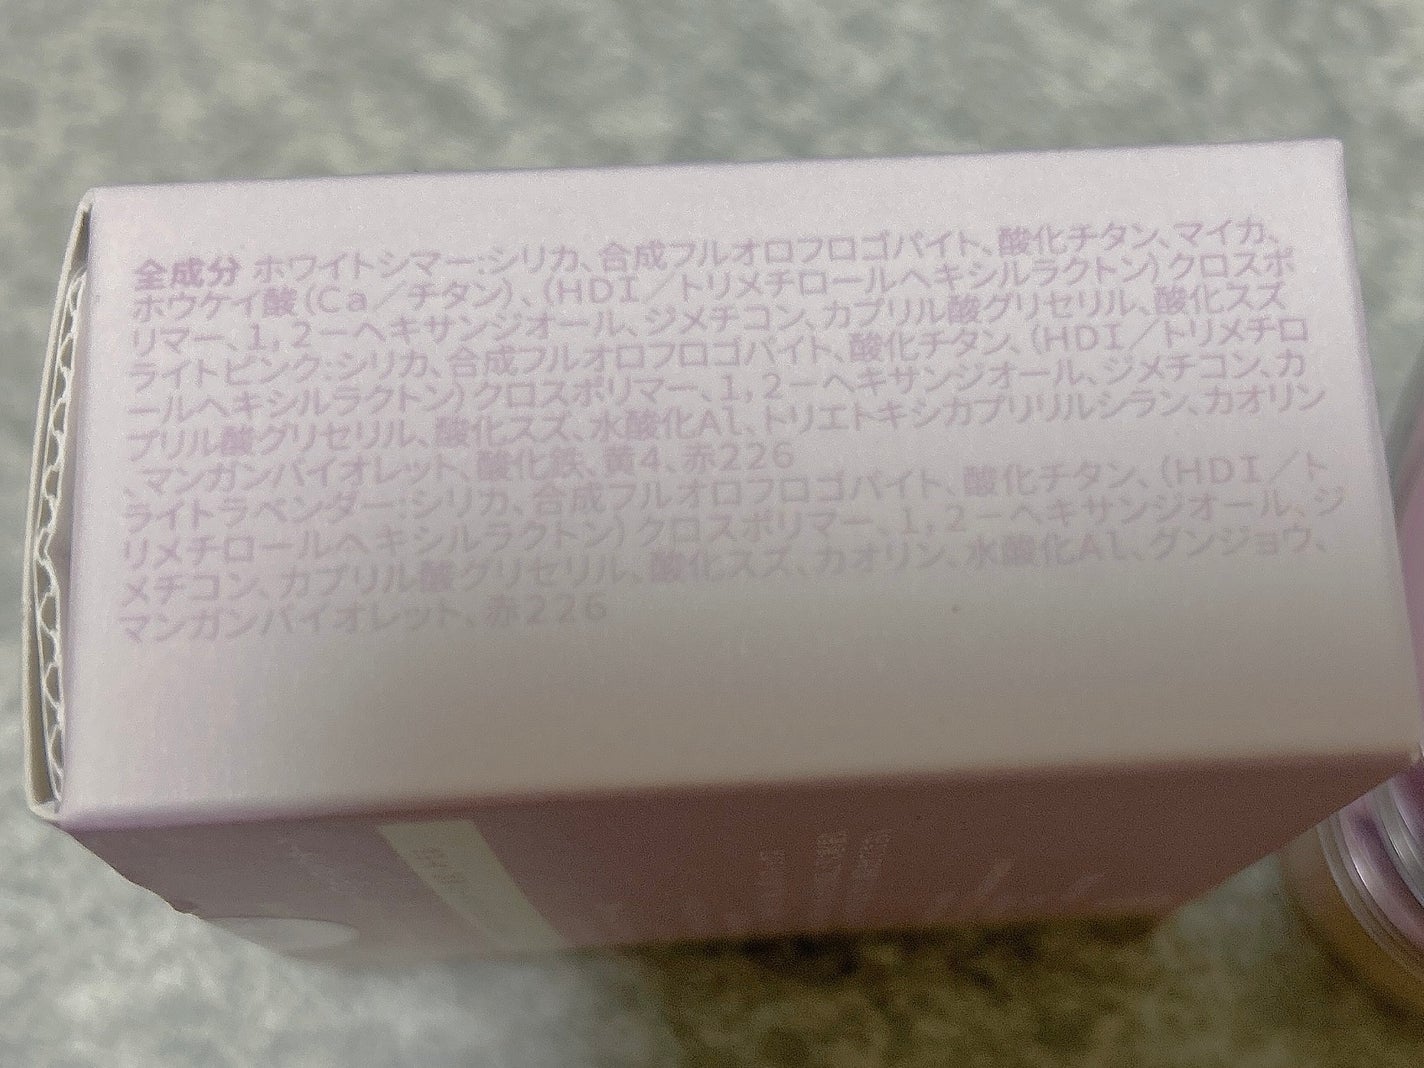 全成分 ホワイトシマー:シリカ、合成フルオロフロゴパイト、酸化チタン、マイカ、
ホウケイ酸(Ca/チタン)、(HDI/トリメチロールヘキシルラクトン)クロスポ
リマー、1,2-ヘキサンジオール、ジメチコン、カプリル酸グリセリル、酸化スズ
ライトピンク:シリカ、合成フルオロフロゴパイト、酸化チタン、(HDI/トリメチロ
ールヘキシルラクトン)クロスポリマー、1,2-ヘキサンジオール、ジメチコン、カ
プリル酸グリセリル、酸化スズ、水酸化Al、トリエトキシカプリリルシラン、カオリン
、マンガンバイオレット、酸化鉄、黄4、赤226
ライトラベンダー:シリカ、合成フルオロフロゴパイト、酸化チタン、(HDI/ト
リメチロールヘキシルラクトン)クロスポリマー、1,2-ヘキサンジオール、ジ
メチコン、カプリル酸グリセリル、酸化スズ、カオリン、水酸化Al、グンジョウ、
マンガンバイオレット、赤226